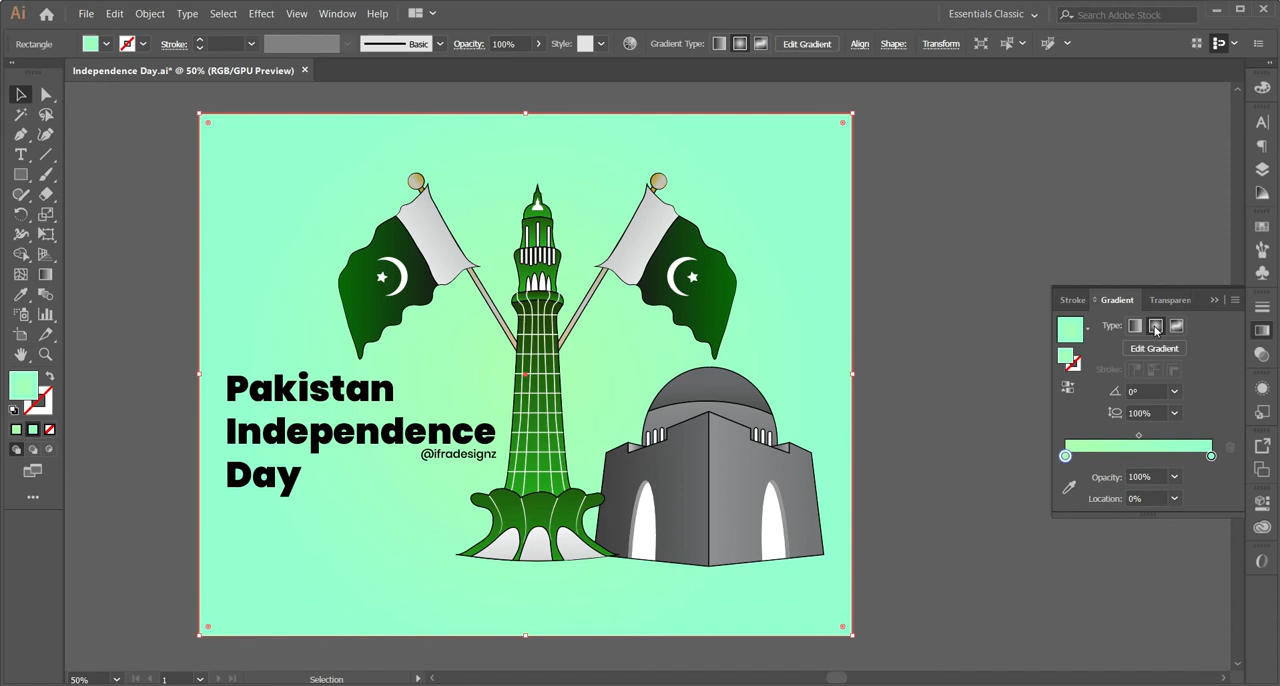 Ai File Edit Object Type Select Effect View Window Help Essentials Classic Search Adobe Stock
Rectangle Stroke: Basic Opacity: 100% Style: Gradient Type: Edit Gradient Align Shape: Transform
Independence Day.ai* @ 50% (RGB/GPU Preview)
Stroke Gradient Transparen
Type:
Edit Gradient
Stroke:
0°
100%
Opacity: 100%
Location: 0%
Pakistan
Independence
@ifradesignz
Day
50% 1 Selection